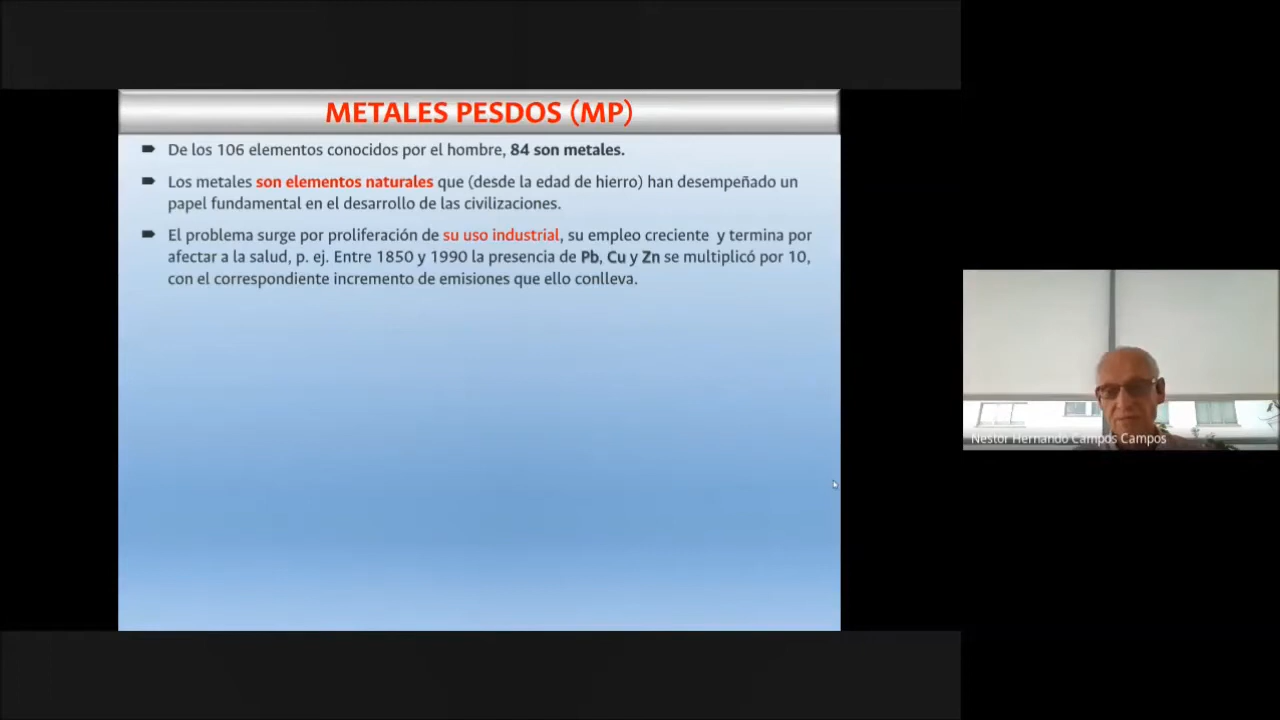 METALES PESDOS (MP)
De los 106 elementos conocidos por el hombre, 84 son metales.
Los metales son elementos naturales que (desde la edad de hierro) han desempeñado un
papel fundamental en el desarrollo de las civilizaciones.
El problema surge por proliferación de su uso industrial, su empleo creciente y termina por
afectar a la salud, p. ej. Entre 1850 y 1990 la presencia de Pb, Cu y Zn se multiplicó por 10,
con el correspondiente incremento de emisiones que ello conlleva.
Nestor Hernando Campos Campos